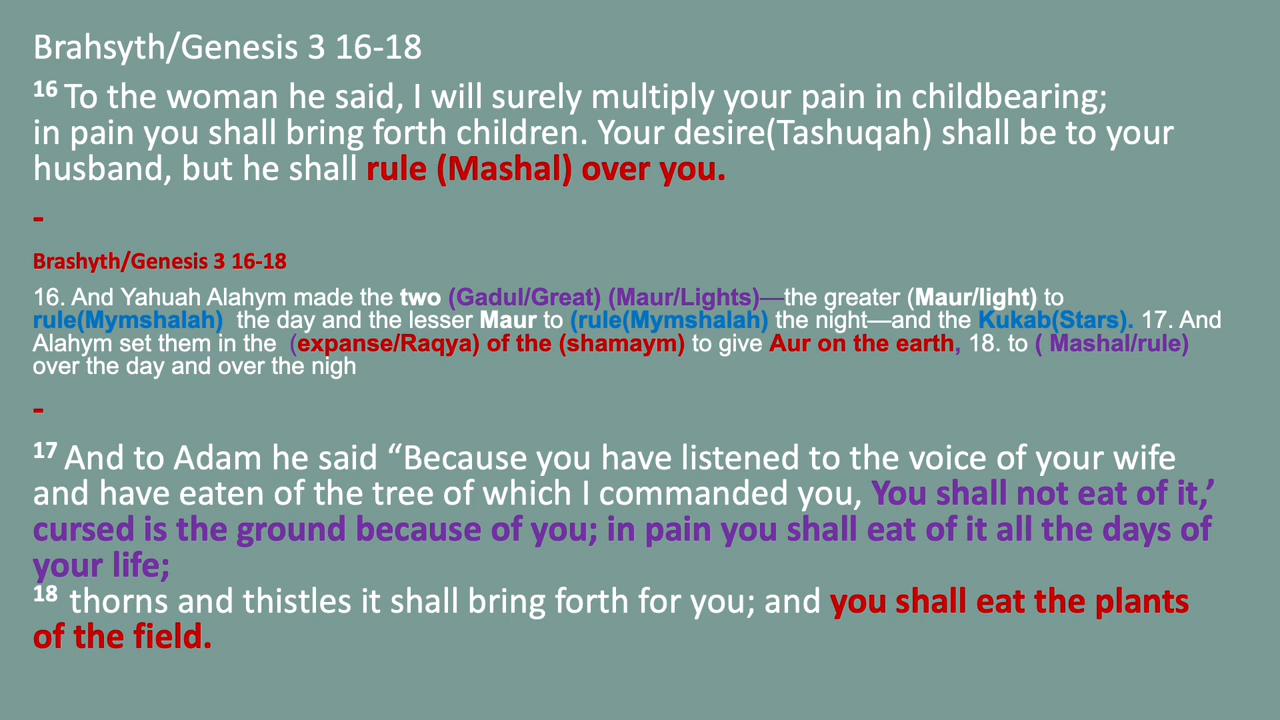 Brahsyth/Genesis 3 16-18
16 To the woman he said, I will surely multiply your pain in childbearing;
in pain you shall bring forth children. Your desire(Tashuqah) shall be to your
husband, but he shall rule (Mashal) over you.
-
Brashyth/Genesis 3 16-18
16. And Yahuah Alahym made the two (Gadul/Great) (Maur/Lights)—the greater (Maur/light) to
rule(Mymshalah) the day and the lesser Maur to (rule(Mymshalah) the night—and the Kukab(Stars). 17. And
Alahym set them in the (expanse/Raqya) of the (shamaym) to give Aur on the earth, 18. to ( Mashal/rule)
over the day and over the nigh
-
17 And to Adam he said “Because you have listened to the voice of your wife
and have eaten of the tree of which I commanded you, You shall not eat of it,’
cursed is the ground because of you; in pain you shall eat of it all the days of
your life;
18 thorns and thistles it shall bring forth for you; and you shall eat the plants
of the field.